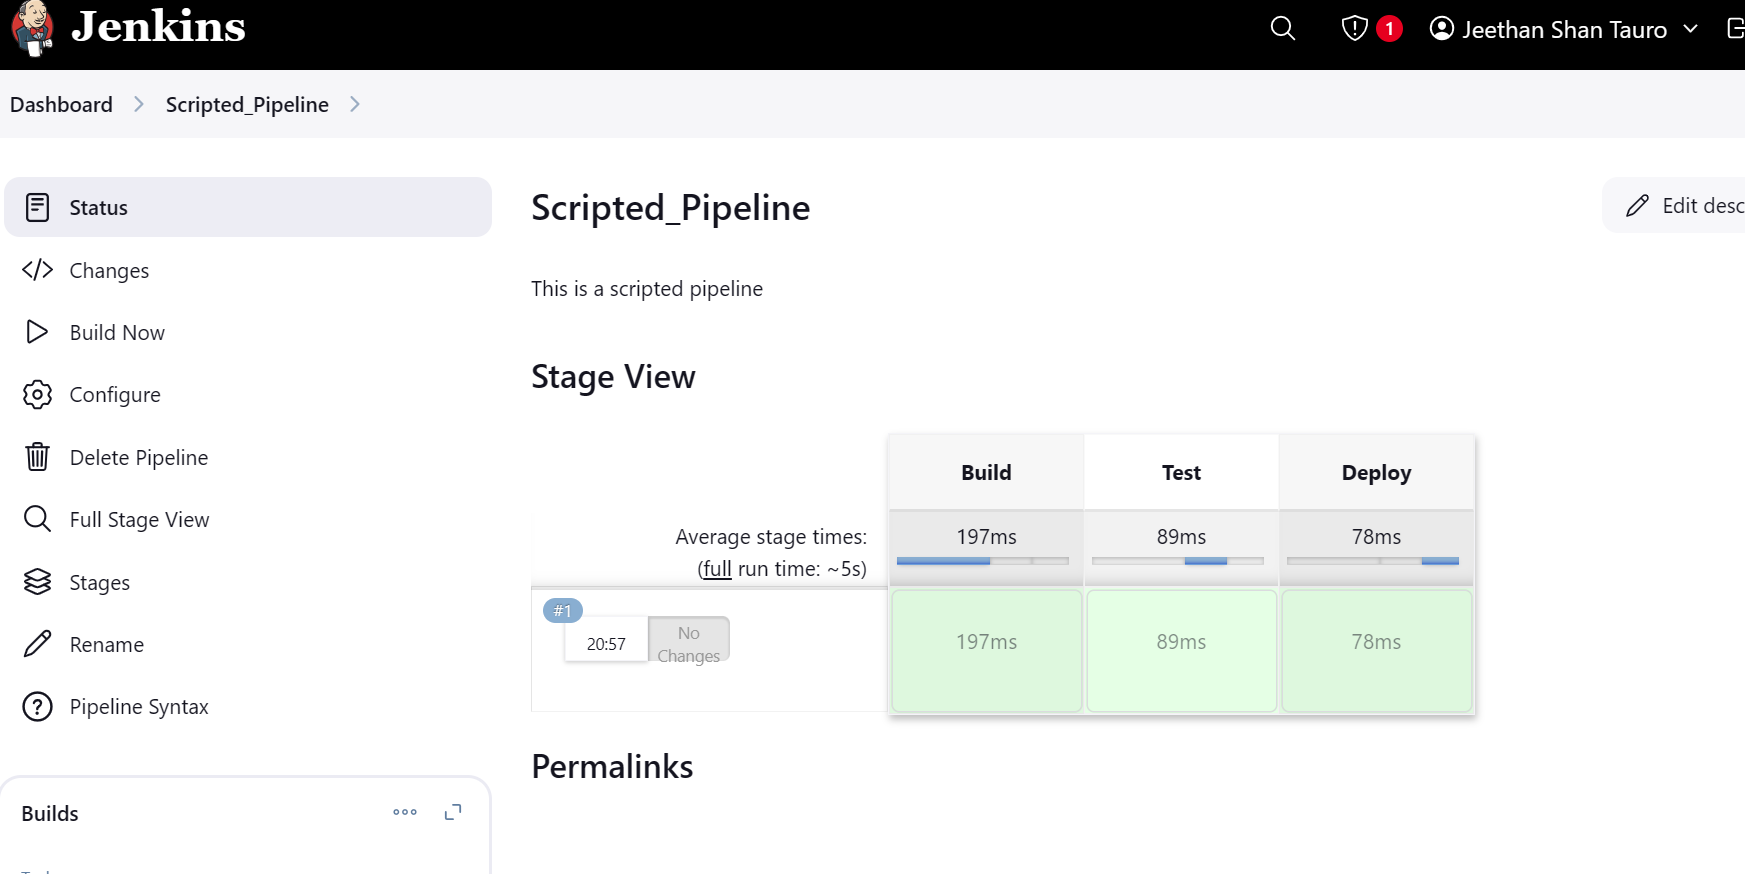 Jenkins
1
Jeethan Shan Tauro
Dashboard
Scripted_Pipeline
Status
Changes
Build Now
Configure
Delete Pipeline
Full Stage View
Stages
Rename
Pipeline Syntax
Builds
Scripted_Pipeline
Edit desc
This is a scripted pipeline
Stage View
Build Test Deploy
Average stage times:
197ms 89ms 78ms
(full run time: ~5s)
#1
20:57
No
Changes
197ms 89ms 78ms
Permalinks